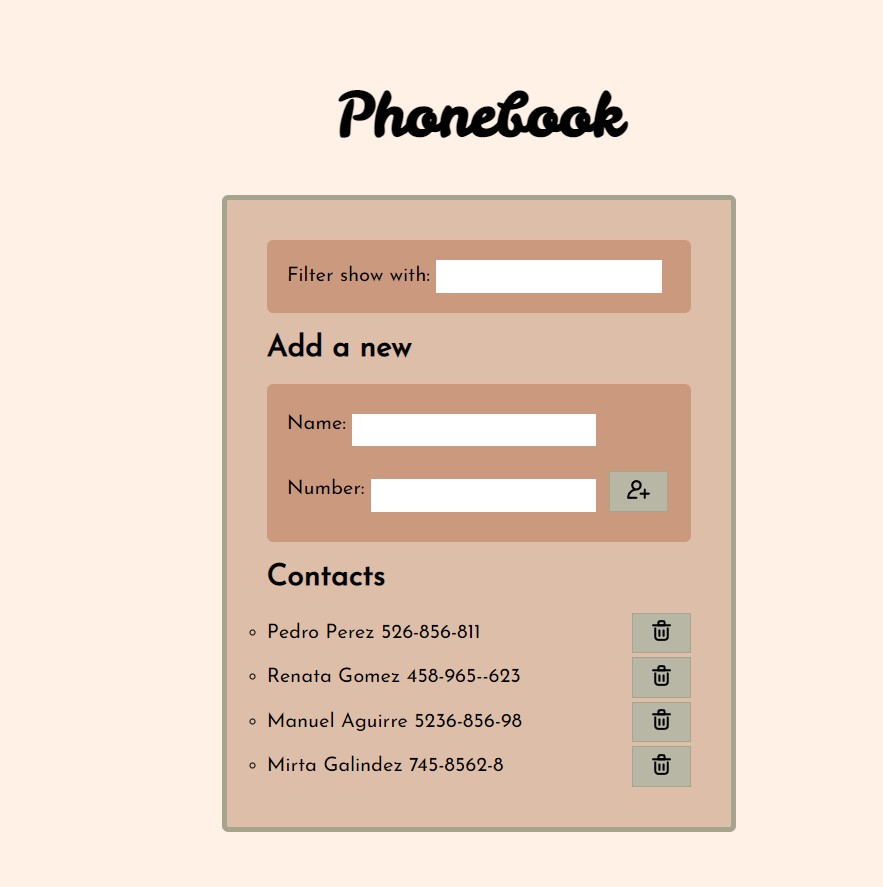 Phonebook
Filter show with:
Add a new
Name:
Number:
Contacts
Pedro Perez 526-856-811
Renata Gomez 458-965--623
Manuel Aguirre 5236-856-98
Mirta Galindez 745-8562-8